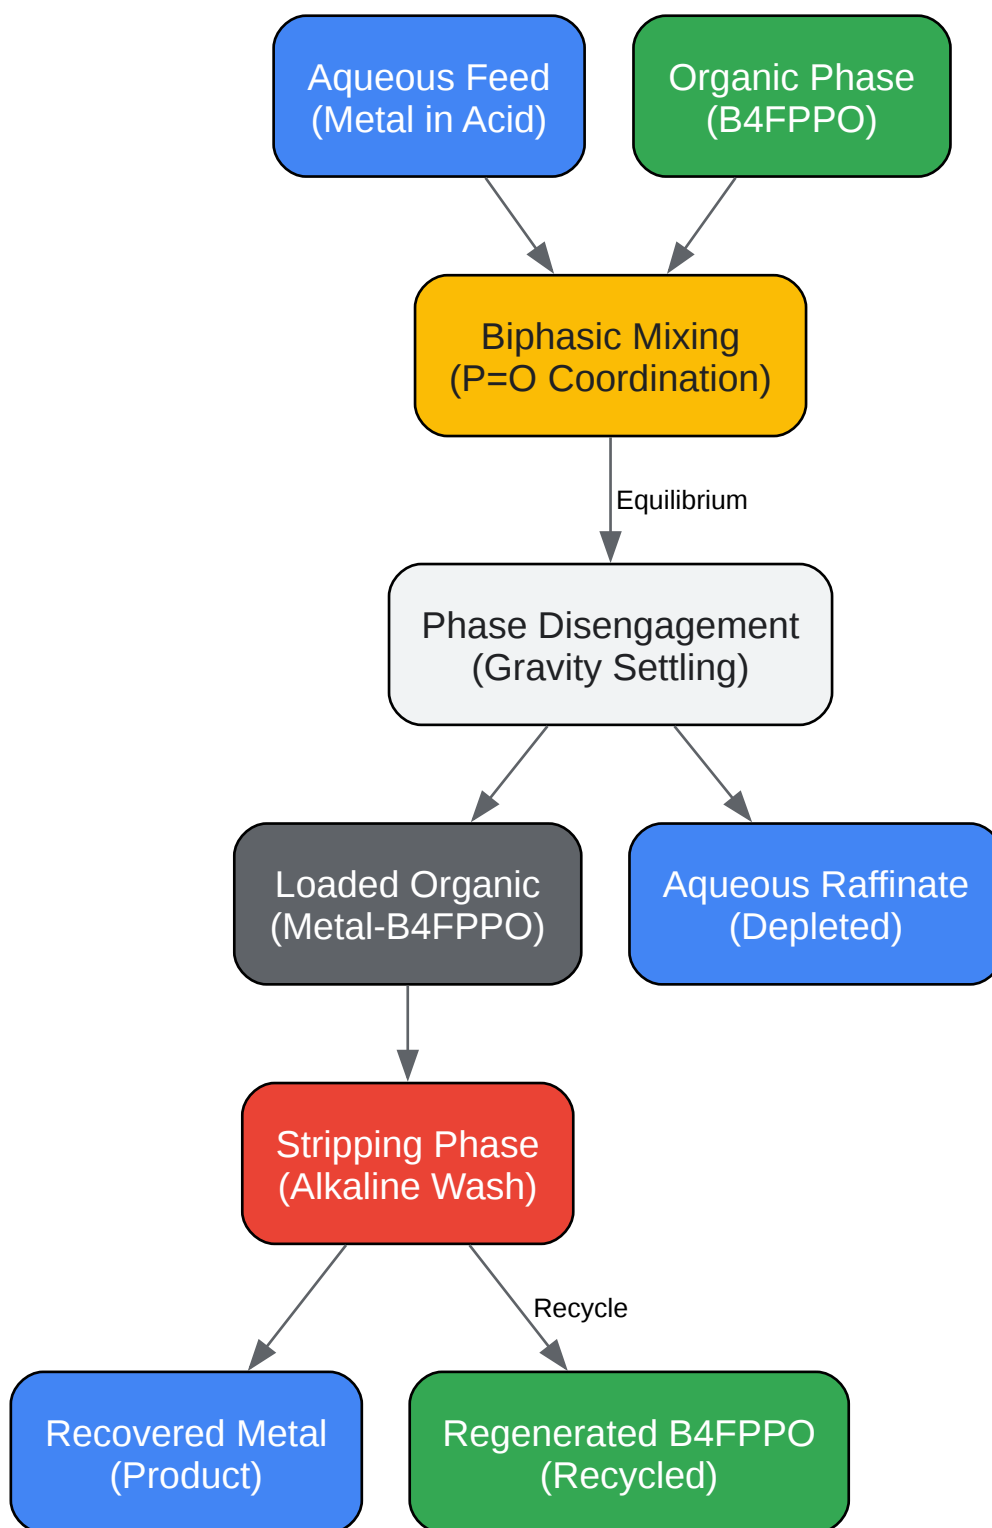 Aqueous Feed
(Metal in Acid)
Organic Phase
(B4FPPO)
Biphasic Mixing
(P=O Coordination)
Equilibrium
Phase Disengagement
(Gravity Settling)
Loaded Organic
(Metal-B4FPPO)
Aqueous Raffinate
(Depleted)
Stripping Phase
(Alkaline Wash)
Recycle
Recovered Metal
(Product)
Regenerated B4FPPO
(Recycled)